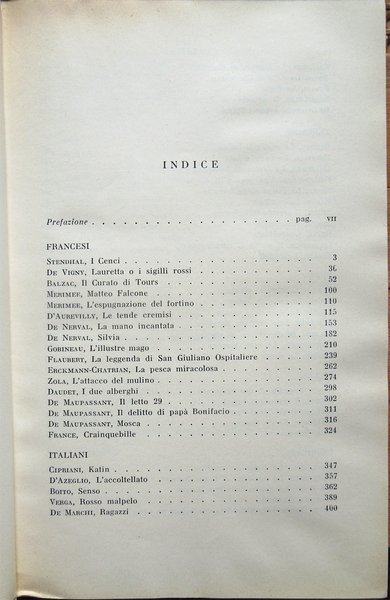 INDICE
Prefazione . . . . . . . . . . . . . . . . pag. VII
FRANCESI
STENDHAL, I Cenci . . . . . . . . . . . . . . 3
DE VIGNY, Lauretta o i sigilli rossi . . . . . . . . 36
BALZAC, Il Curato di Tours . . . . . . . . . . . 52
MERIMÉE, Matteo Falcone . . . . . . . . . . . 100
MERIMÉE, L'espugnazione del fortino . . . . . . . . 110
D'AUREVILLY, Le tende cremisi . . . . . . . . . . 115
DE NERVAL, La mano incantata . . . . . . . . . . 153
DE NERVAL, Silvia . . . . . . . . . . . . . . 182
GOBINEAU, L'illustre mago . . . . . . . . . . . 210
FLAUBERT, La leggenda di San Giuliano Ospitaliere . . . . 239
ERCKMANN-CHATRIAN, La pesca miracolosa . . . . . . 262
ZOLA, L'attacco del mulino . . . . . . . . . . . 274
DAUDET, I due alberghi . . . . . . . . . . . . 298
DE MAUPASSANT, Il letto 29 . . . . . . . . . . . 302
DE MAUPASSANT, Il delitto di papà Bonifacio . . . . . . 311
DE MAUPASSANT, Mosca . . . . . . . . . . . . . 316
FRANCE, Crainquebille . . . . . . . . . . . . . 324
ITALIANI
CIPRIANI, Katin . . . . . . . . . . . . . . . 347
D'AZEGLIO, L'accoltellato . . . . . . . . . . . . 357
BOITO, Senso . . . . . . . . . . . . . . . . 362
VERGA, Rosso malpelo . . . . . . . . . . . . . 389
DE MARCHI, Ragazzi . . . . . . . . . . . . . . 400